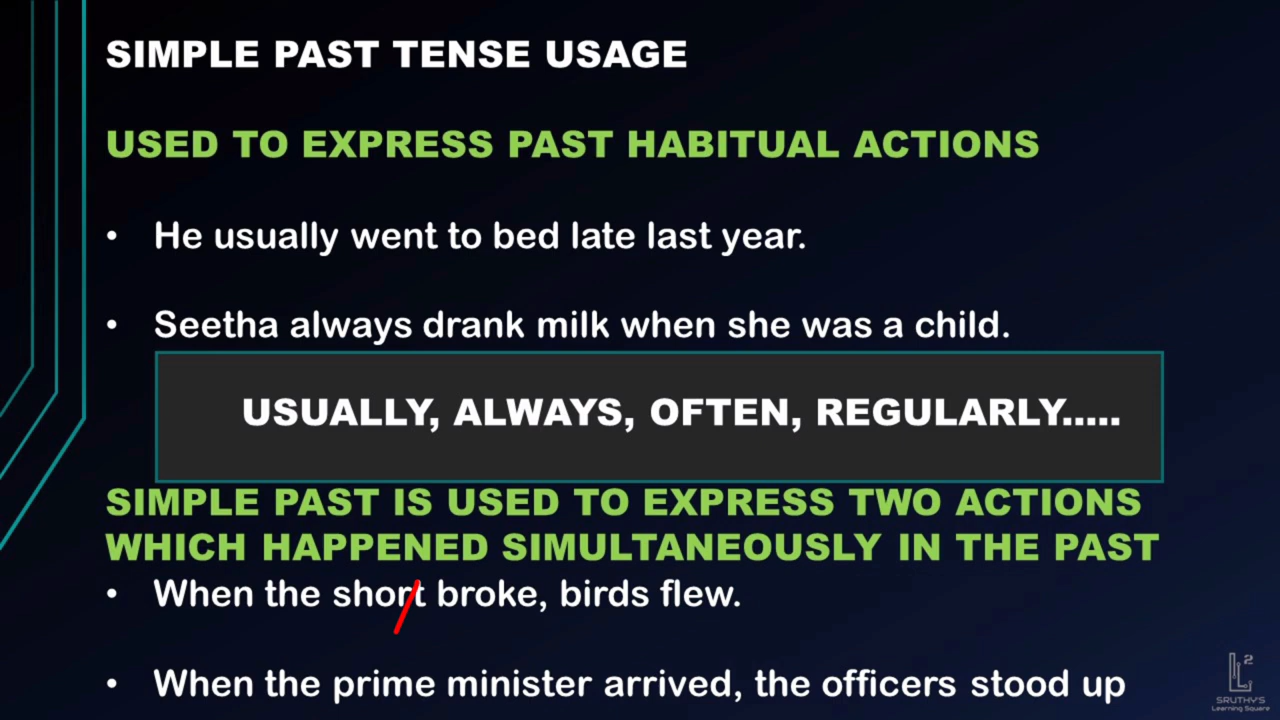 SIMPLE PAST TENSE USAGE
USED TO EXPRESS PAST HABITUAL ACTIONS
• He usually went to bed late last year.
• Seetha always drank milk when she was a child.
USUALLY, ALWAYS, OFTEN, REGULARLY.....
SIMPLE PAST IS USED TO EXPRESS TWO ACTIONS
WHICH HAPPENED SIMULTANEOUSLY IN THE PAST
• When the short broke, birds flew.
• When the prime minister arrived, the officers stood up
L2
SRUTHY'S
Learning Square